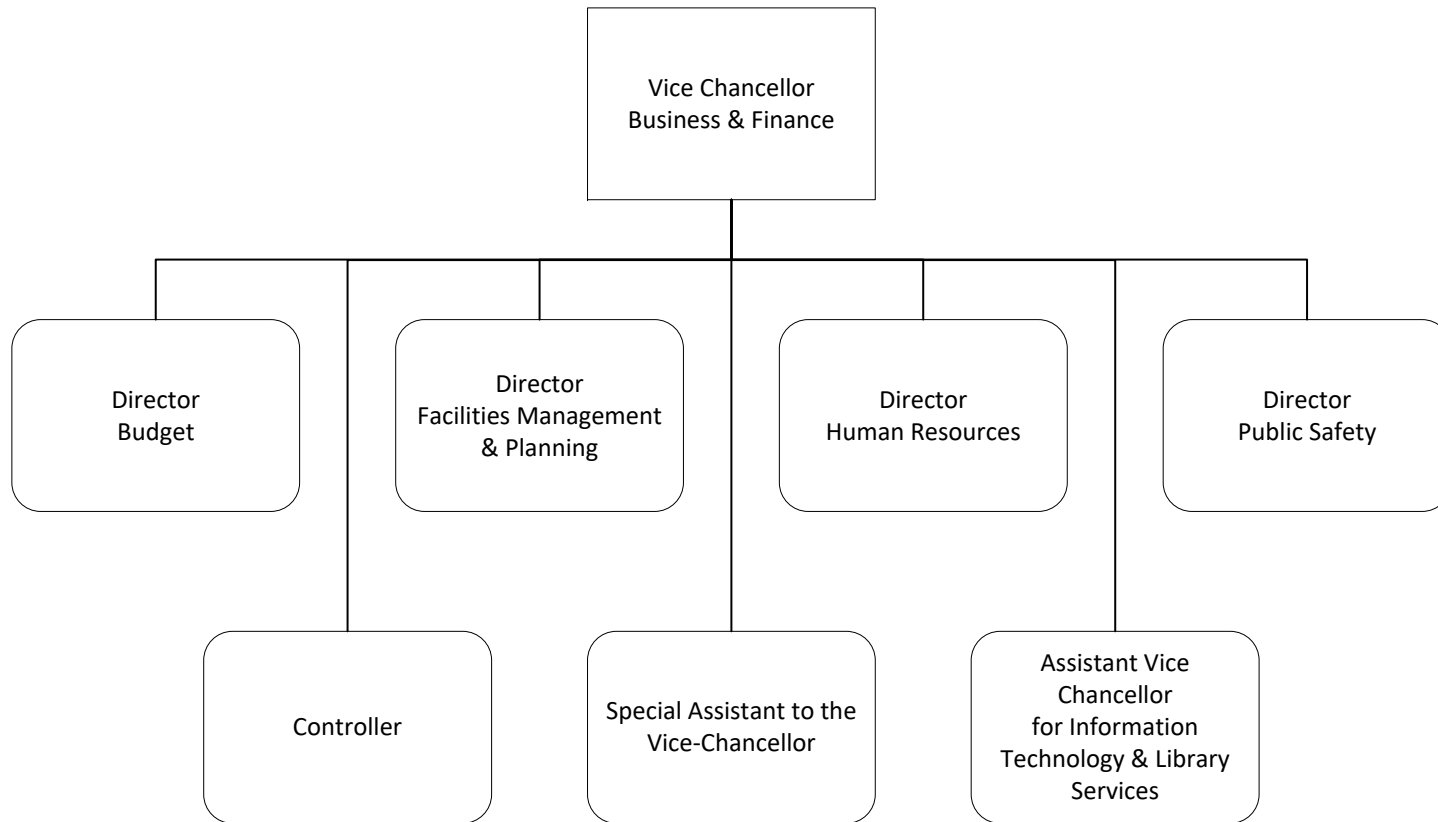 Vice Chancellor
Business & Finance
Director
Budget
Director
Facilities Management
& Planning
Director
Human Resources
Director
Public Safety
Controller
Special Assistant to the
Vice-Chancellor
Assistant Vice
Chancellor
for Information
Technology & Library
Services